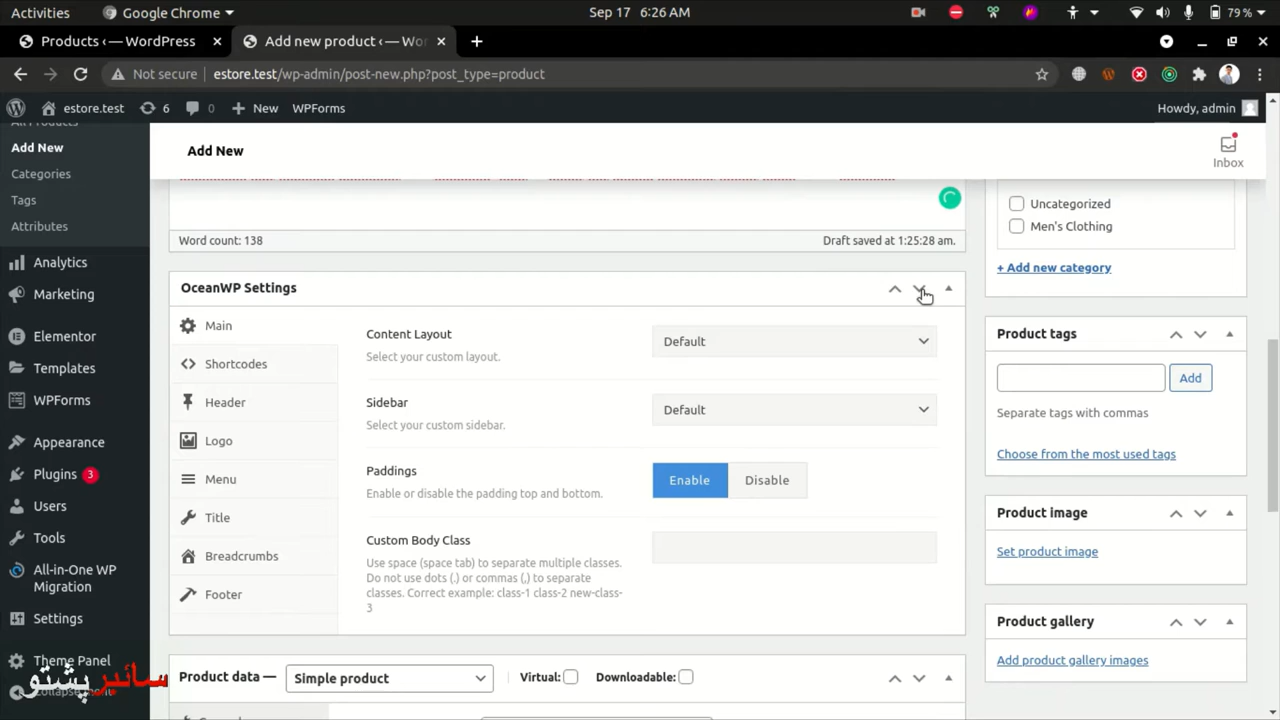 Activities
Google Chrome
Sep 17 6:26 AM
79 %
Products ‹ — WordPress
Add new product ‹ — Wor
Not secure
estore.test/wp-admin/post-new.php?post_type=product
estore.test
6
0
New
WPForms
Howdy, admin
All Products
Add New
Categories
Tags
Attributes
Analytics
Marketing
Elementor
Templates
WPForms
Appearance
Plugins 3
Users
Tools
All-in-One WP
Migration
Settings
Theme Panel
Collapse menu
سائبر پشتو
Add New
Inbox
Word count: 138
Draft saved at 1:25:28 am.
OceanWP Settings
Main
Shortcodes
Header
Logo
Menu
Title
Breadcrumbs
Footer
Content Layout
Select your custom layout.
Default
Sidebar
Select your custom sidebar.
Default
Paddings
Enable or disable the padding top and bottom.
Enable
Disable
Custom Body Class
Use space (space tab) to separate multiple classes.
Do not use dots (.) or commas (,) to separate
classes. Correct example: class-1 class-2 new-class-
3
Product data —
Simple product
Virtual:
Downloadable:
Uncategorized
Men's Clothing
+ Add new category
Product tags
Add
Separate tags with commas
Choose from the most used tags
Product image
Set product image
Product gallery
Add product gallery images